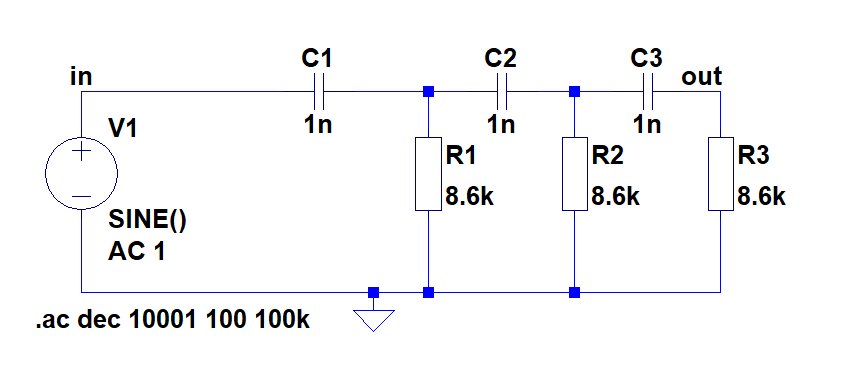 C1
C2
C3
in
out
V1
1n
1n
1n
R1
R2
R3
8.6k
8.6k
8.6k
SINE()
AC 1
.ac dec 10001 100 100k